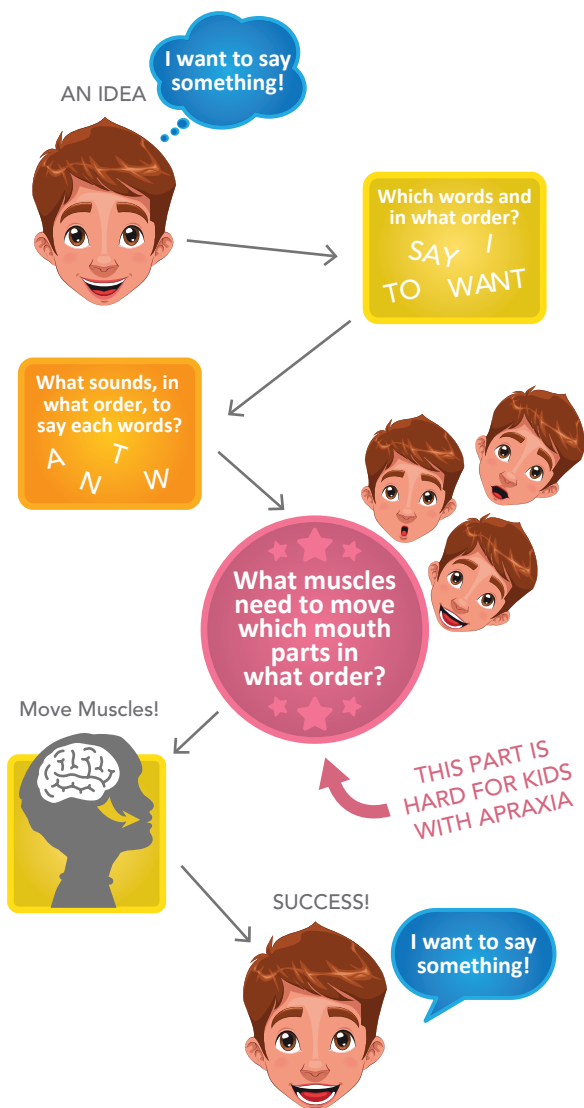 I want to say
something!
AN IDEA
Which words and
in what order?
SAY I
TO WANT
What sounds, in
what order, to
say each words?
A N T W
What muscles
need to move
which mouth
parts in
what order?
Move Muscles!
THIS PART IS
HARD FOR KIDS
WITH APRAXIA
SUCCESS!
I want to say
something!